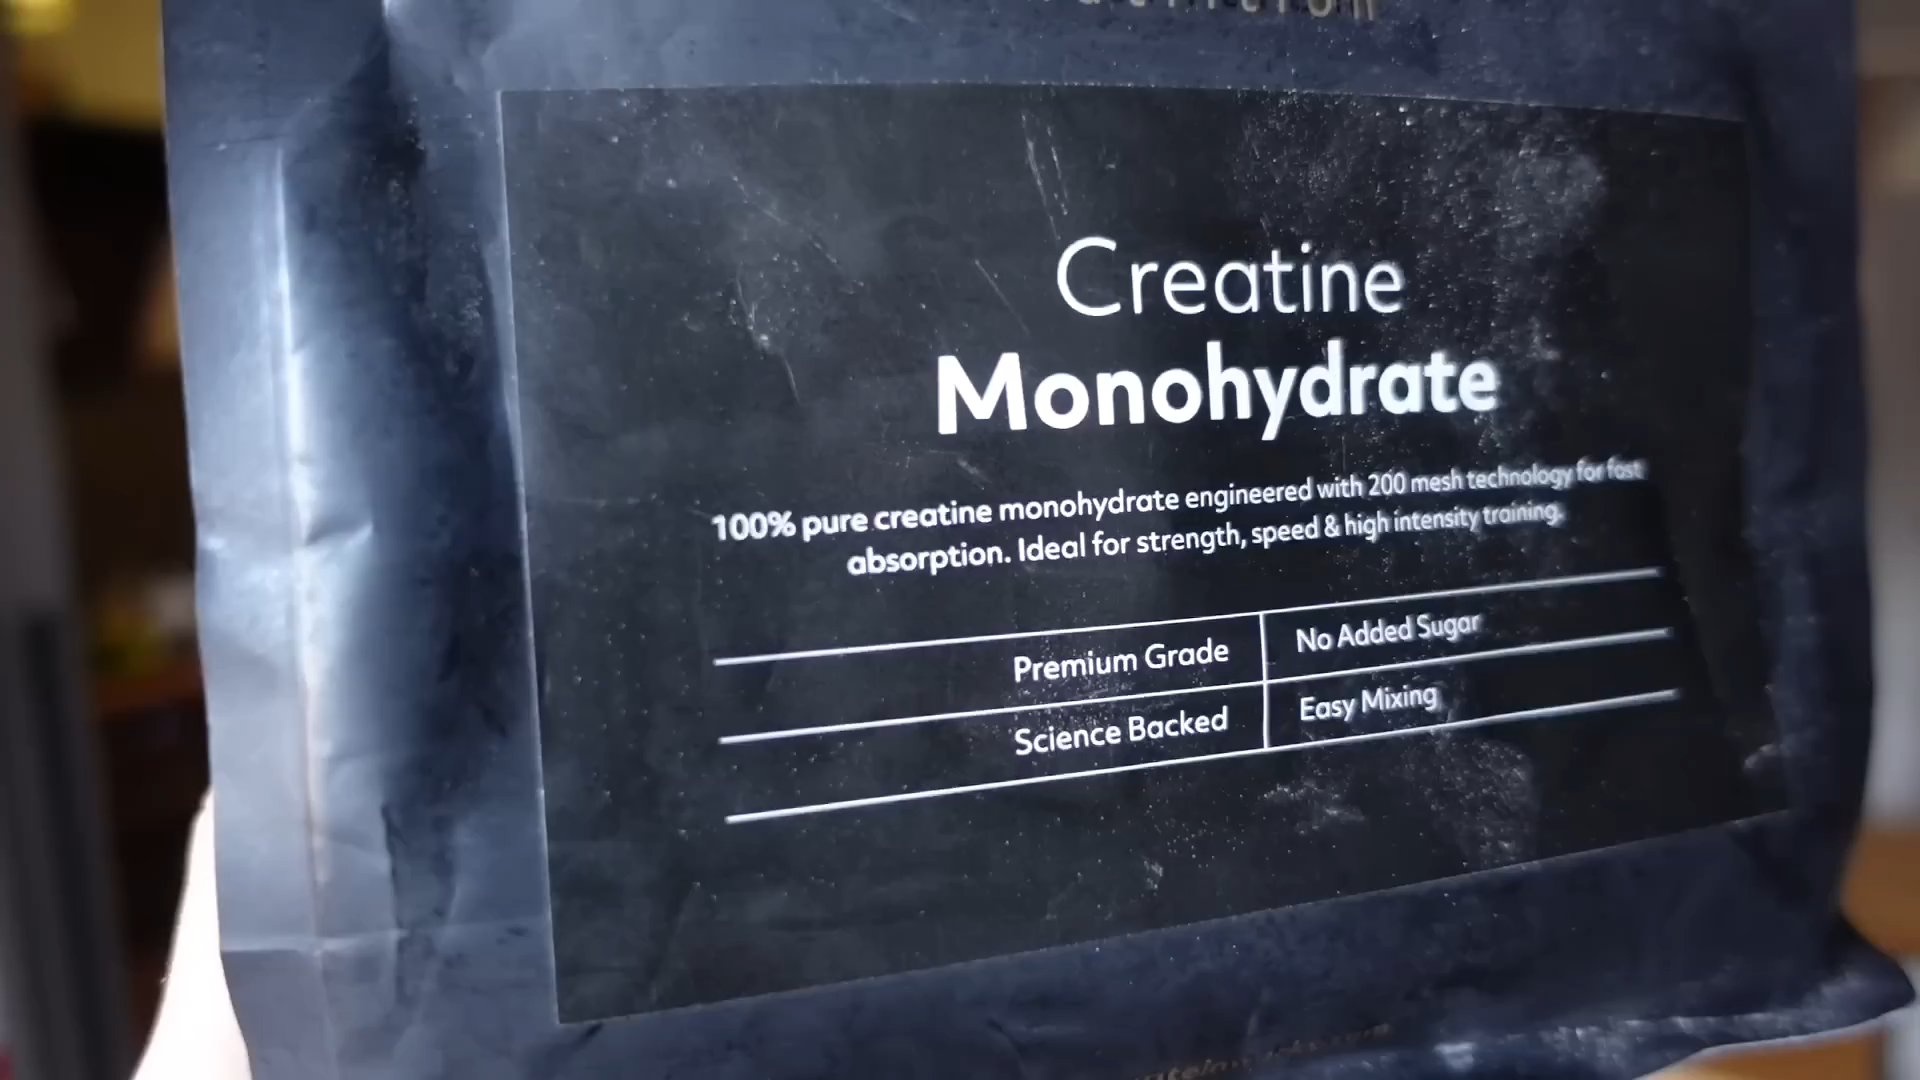 Creatine
Monohydrate
100% pure creatine monohydrate engineered with 200 mesh technology for fast
absorption. Ideal for strength, speed & high intensity training.
Premium Grade
No Added Sugar
Science Backed
Easy Mixing